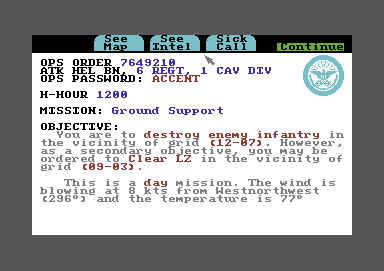 See Map
See Intel
Sick Call
Continue
OPS ORDER 7649210
ATK HEL BN, 6 REGT, 1 CAV DIV
OPS PASSWORD: ACCENT
H-HOUR 1200
MISSION: Ground Support
OBJECTIVE:
You are to destroy enemy infantry in
the vicinity of grid (12-07). However,
as a secondary objective, you may be
ordered to Clear LZ in the vicinity of
grid (09-03).
This is a day mission. The wind is
blowing at 8 kts from Westnorthwest
(296°) and the temperature is 77°